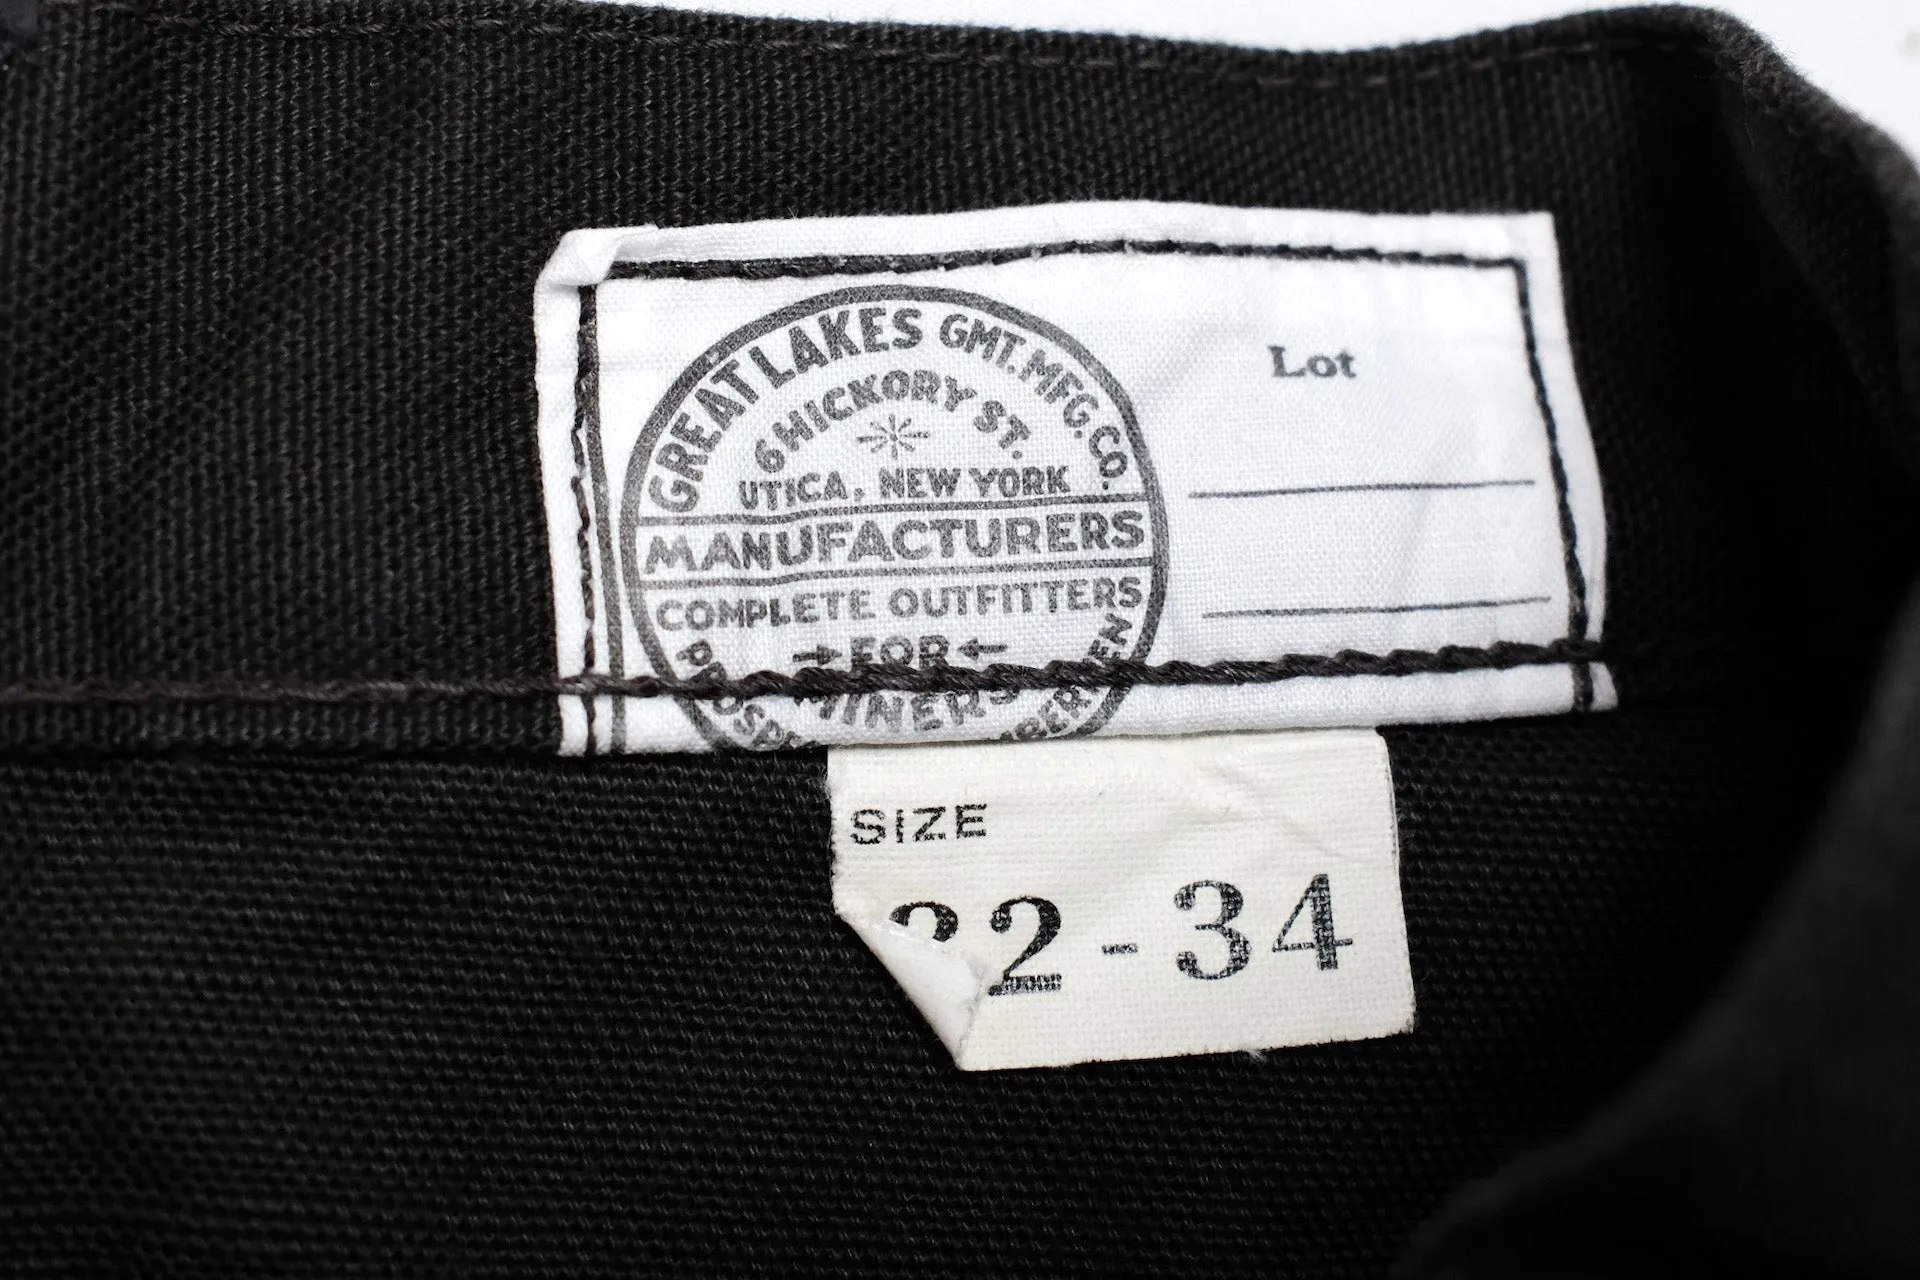 GREAT LAKES GMT. MFG. CO.
6 HICKORY ST.
UTICA, NEW YORK
MANUFACTURERS
COMPLETE OUTFITTERS
→ FOR ←
MINERS
Lot
SIZE
2 - 34